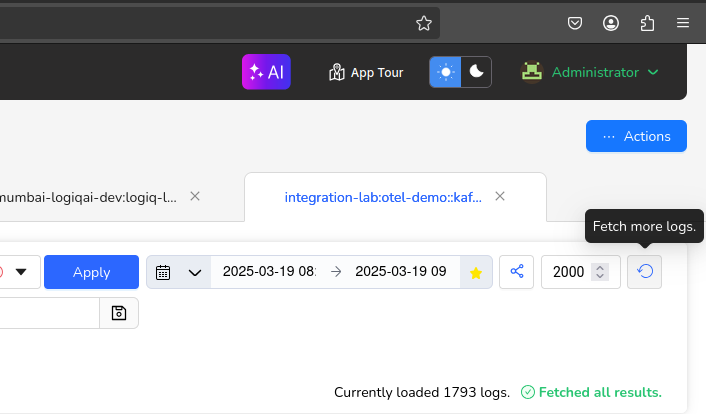 AI
App Tour
Administrator
··· Actions
mumbai-logiqai-dev:logiq-l...
integration-lab:otel-demo::kaf...
Fetch more logs.
Apply
2025-03-19 08:
2025-03-19 09
2000
Currently loaded 1793 logs.
Fetched all results.